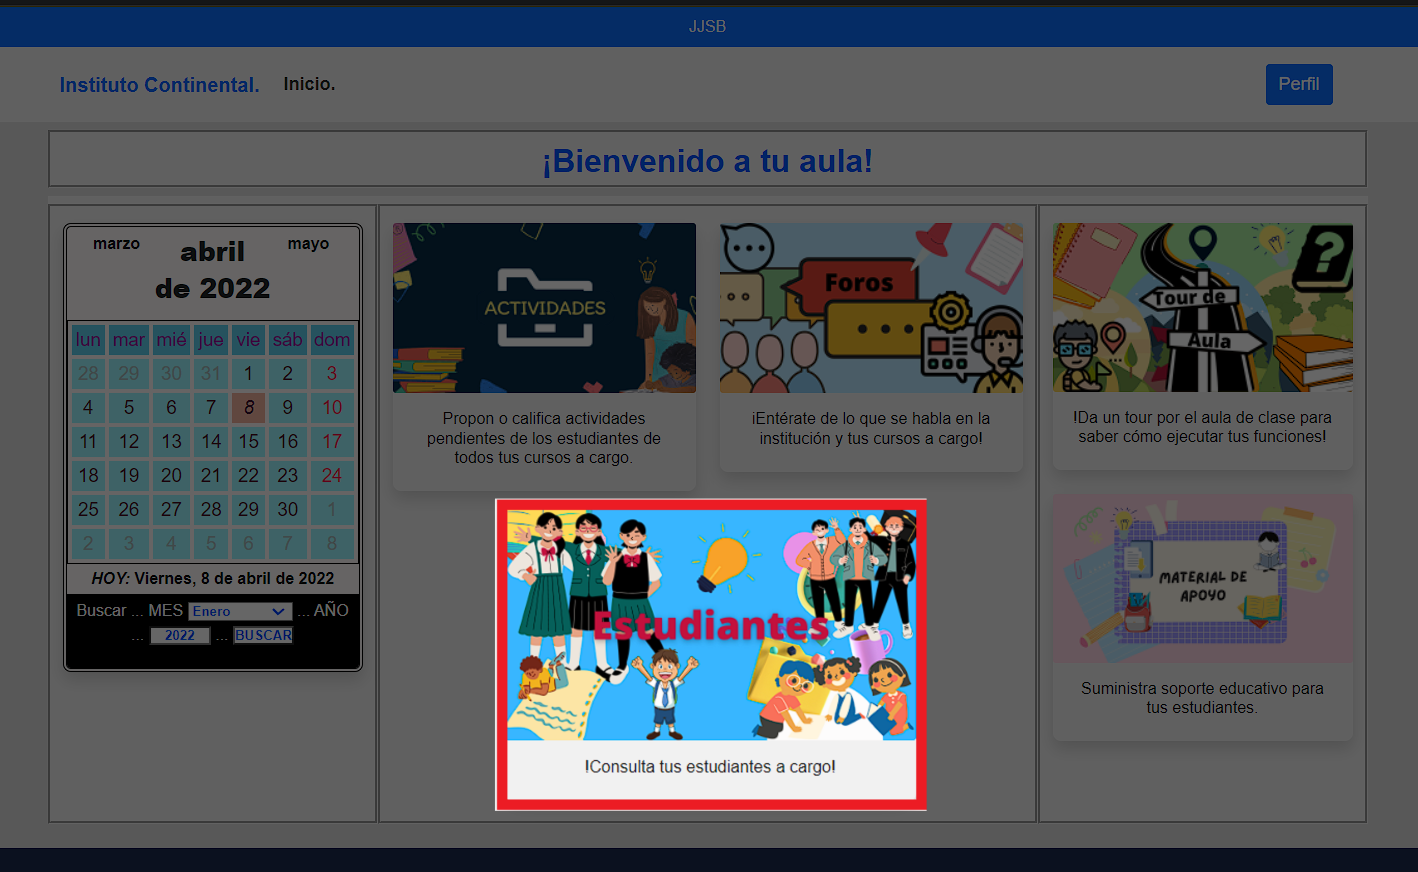 JJSB
Instituto Continental. Inicio. Perfil
¡Bienvenido a tu aula!
marzo abril mayo
de 2022
lun mar mié jue vie sáb dom
28 29 30 31 1 2 3
4 5 6 7 8 9 10
11 12 13 14 15 16 17
18 19 20 21 22 23 24
25 26 27 28 29 30 1
2 3 4 5 6 7 8
HOY: Viernes, 8 de abril de 2022
Buscar ... MES Enero ... AÑO
... 2022 ... BUSCAR
ACTIVIDADES
Propon o califica actividades
pendientes de los estudiantes de
todos tus cursos a cargo.
Foros
¡Entérate de lo que se habla en la
institución y tus cursos a cargo!
Estudiantes
!Consulta tus estudiantes a cargo!
Tour de
Aula
!Da un tour por el aula de clase para
saber cómo ejecutar tus funciones!
MATERIAL DE
APOYO
Suministra soporte educativo para
tus estudiantes.